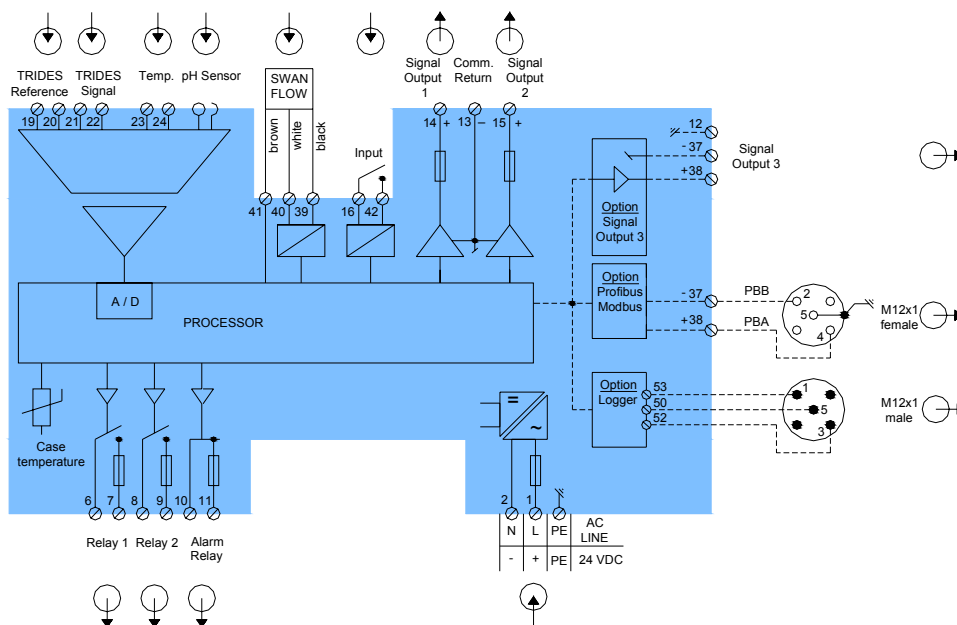 TRIDES
Reference
TRIDES
Signal
Temp.
pH Sensor
SWAN
FLOW
Signal
Output
1
Comm.
Return
Signal
Output
2
19
20
21
22
23
24
brown
white
black
Input
14 +
13 –
15 +
12
- 37
+38
Signal
Output 3
41
40
39
16
42
Option
Signal
Output 3
A / D
PROCESSOR
Option
Profibus
Modbus
- 37
+38
PBB
PBA
2
5
4
M12x1
female
Option
Logger
53
50
52
1
5
3
M12x1
male
Case
temperature
=
~
6
7
8
9
10
11
2
1
Relay 1
Relay 2
Alarm
Relay
N L PE AC
LINE
- + PE 24 VDC